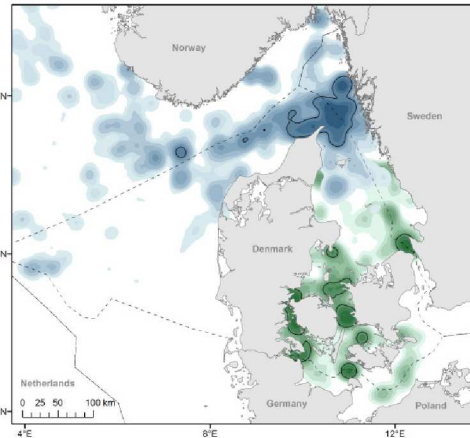 Norway
Sweden
Denmark
Netherlands
0 25 50 100 km
Germany
Poland
N
N
N
4°E 8°E 12°E